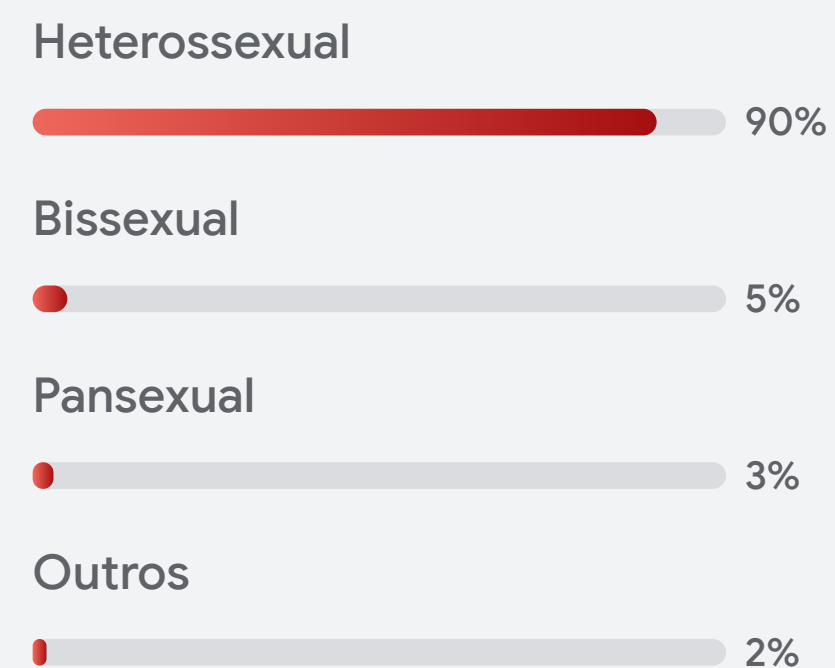 Heterossexual
90%
Bissexual
5%
Pansexual
3%
Outros
2%